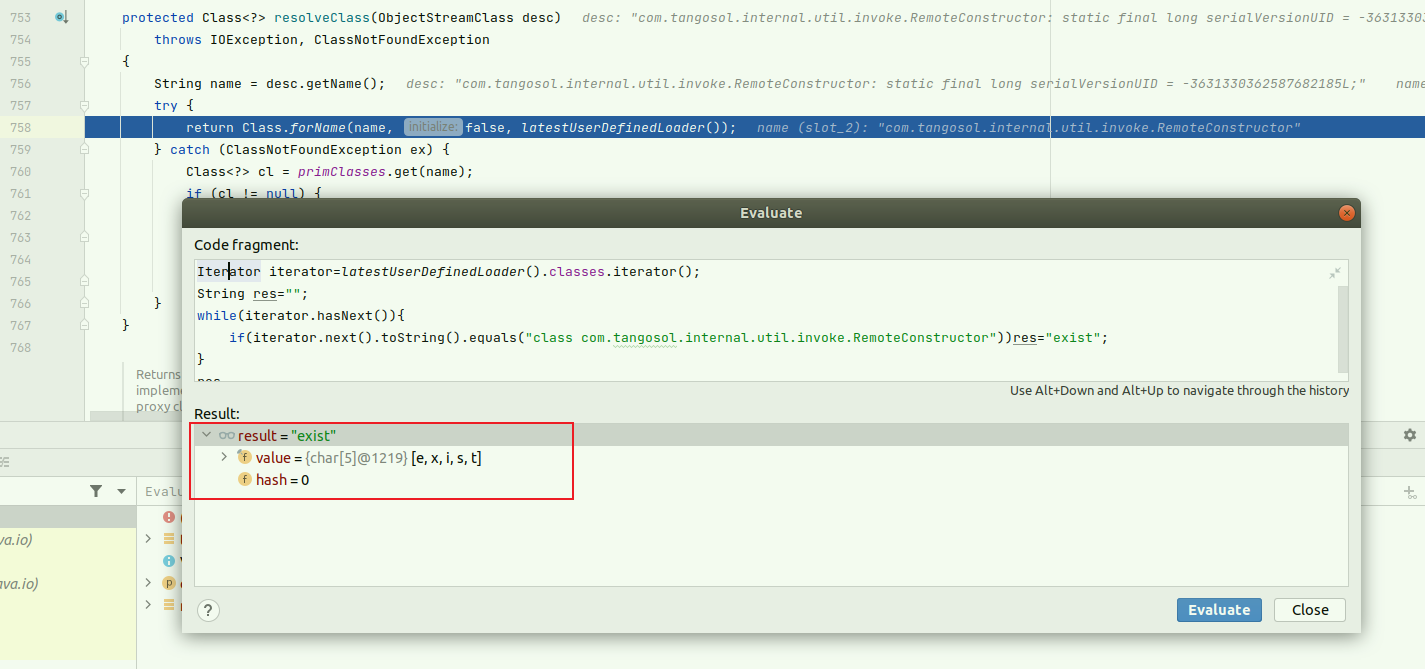 753 protected Class<?> resolveClass(ObjectStreamClass desc) desc: "com.tangosol.internal.util.invoke.RemoteConstructor: static final long serialVersionUID = -36313303
754 throws IOException, ClassNotFoundException
755 {
756 String name = desc.getName(); desc: "com.tangosol.internal.util.invoke.RemoteConstructor: static final long serialVersionUID = -3631330362587682185L;" name
757 try {
758 return Class.forName(name, initialize: false, latestUserDefinedLoader()); name (slot_2): "com.tangosol.internal.util.invoke.RemoteConstructor"
759 } catch (ClassNotFoundException ex) {
760 Class<?> cl = primClasses.get(name);
761 if (cl != null) {
762
763
764
765
766 }
767 }
768
Returns
impleme
proxy cl
Evaluate
Code fragment:
Iterator iterator=latestUserDefinedLoader().classes.iterator();
String res="";
while(iterator.hasNext()){
if(iterator.next().toString().equals("class com.tangosol.internal.util.invoke.RemoteConstructor"))res="exist";
}
Use Alt+Down and Alt+Up to navigate through the history
Result:
result = "exist"
f value = {char[5]@1219} [e, x, i, s, t]
f hash = 0
? Evaluate Close
Evalu
va.io)
ava.io)
p